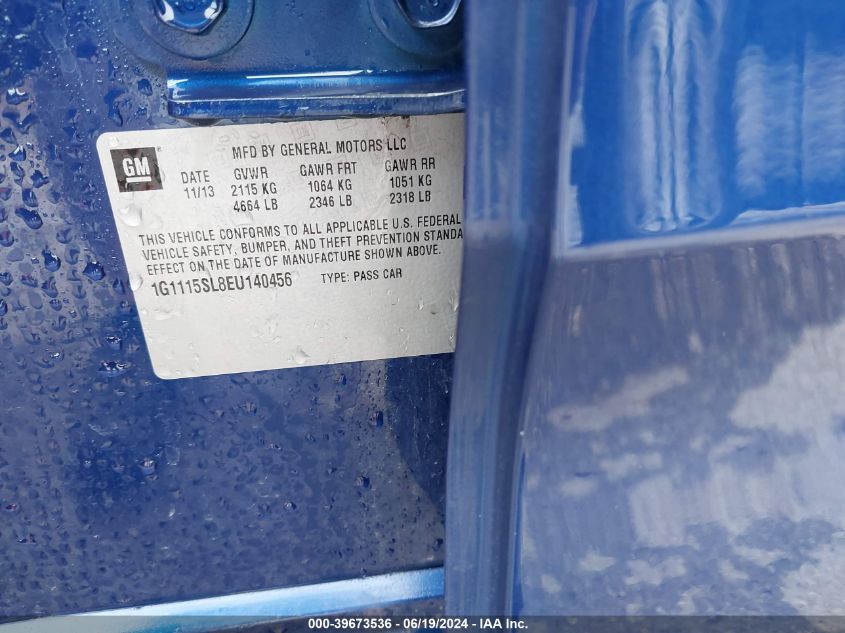 GM
MFD BY GENERAL MOTORS LLC
DATE GVWR GAWR FRT GAWR RR
11/13 2115 KG 1064 KG 1051 KG
4664 LB 2346 LB 2318 LB
THIS VEHICLE CONFORMS TO ALL APPLICABLE U.S. FEDERAL
VEHICLE SAFETY, BUMPER, AND THEFT PREVENTION STANDA
EFFECT ON THE DATE OF MANUFACTURE SHOWN ABOVE.
1G1115SL8EU140456 TYPE: PASS CAR
000-39673536 - 06/19/2024 - IAA Inc.